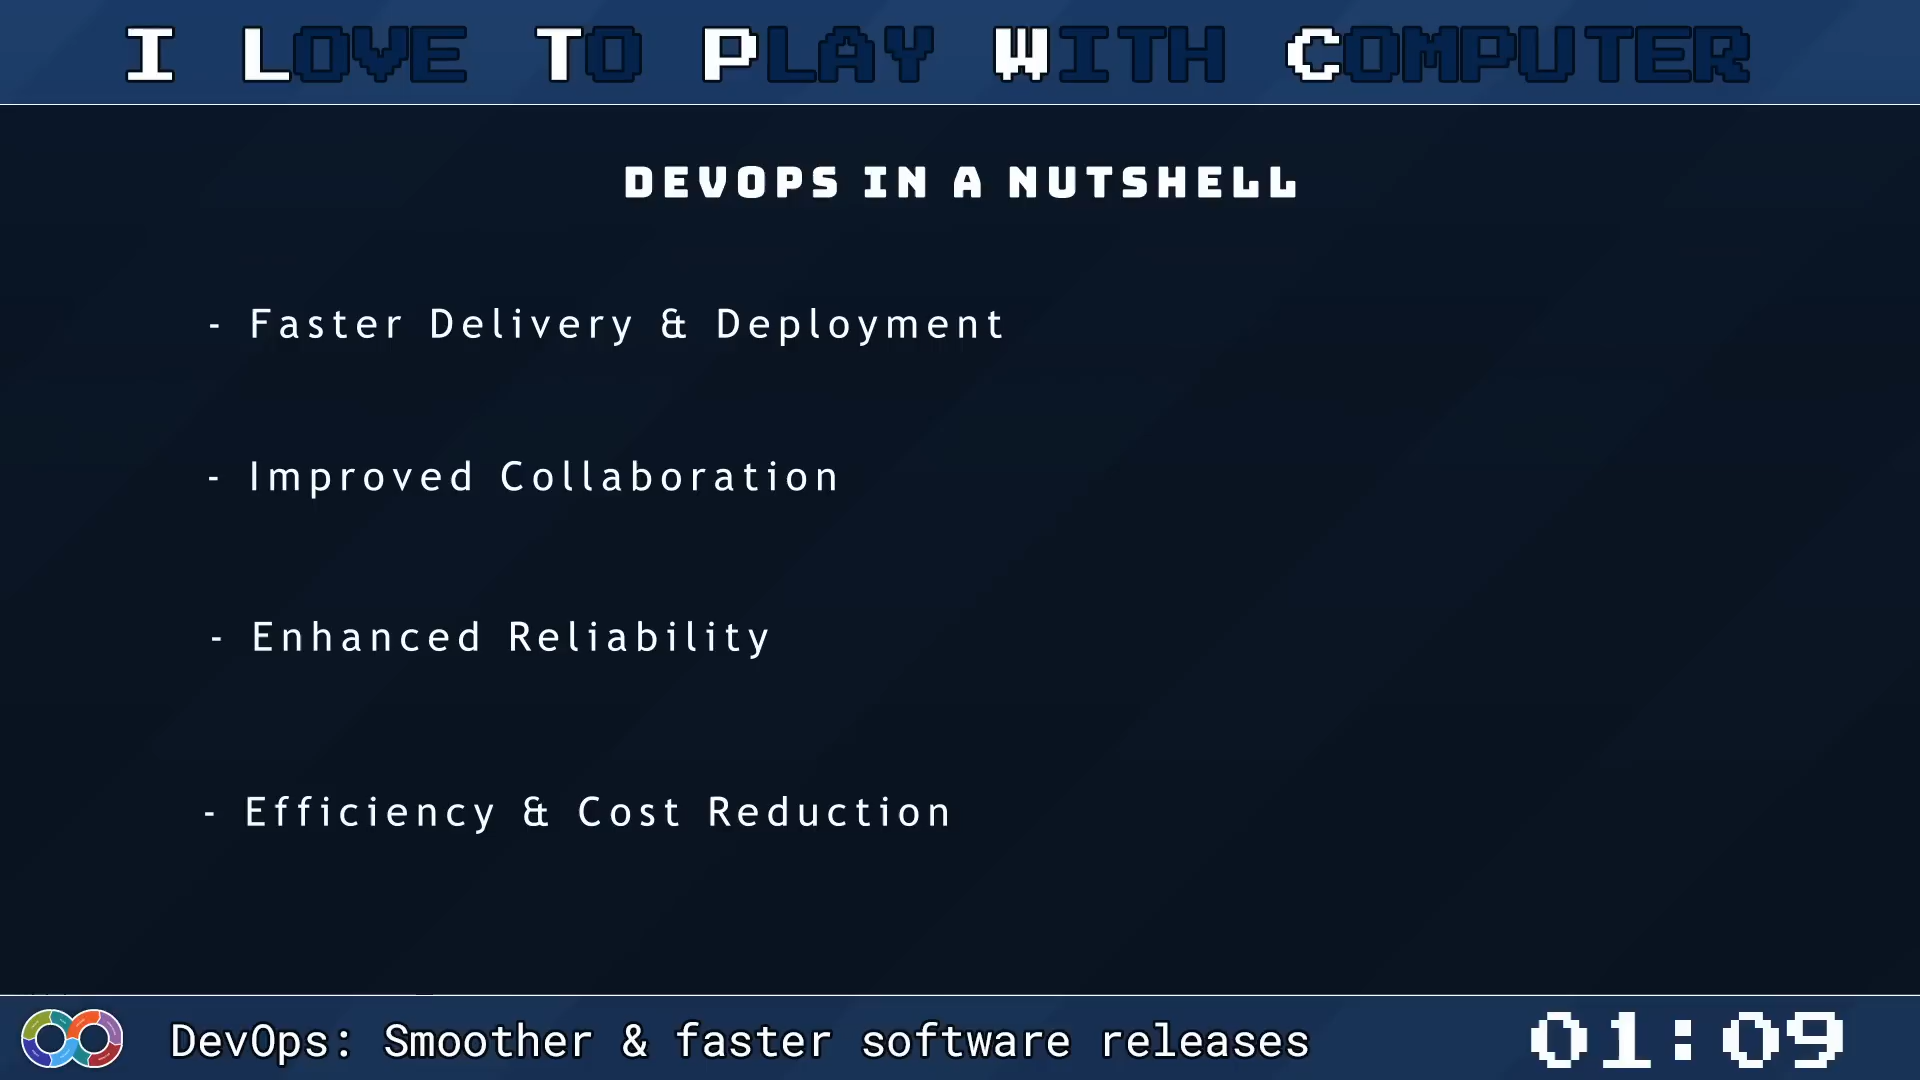 I LOVE TO PLAY WITH COMPUTER
DEVOPS IN A NUTSHELL
- Faster Delivery & Deployment
- Improved Collaboration
- Enhanced Reliability
- Efficiency & Cost Reduction
DevOps: Smoother & faster software releases
01:09